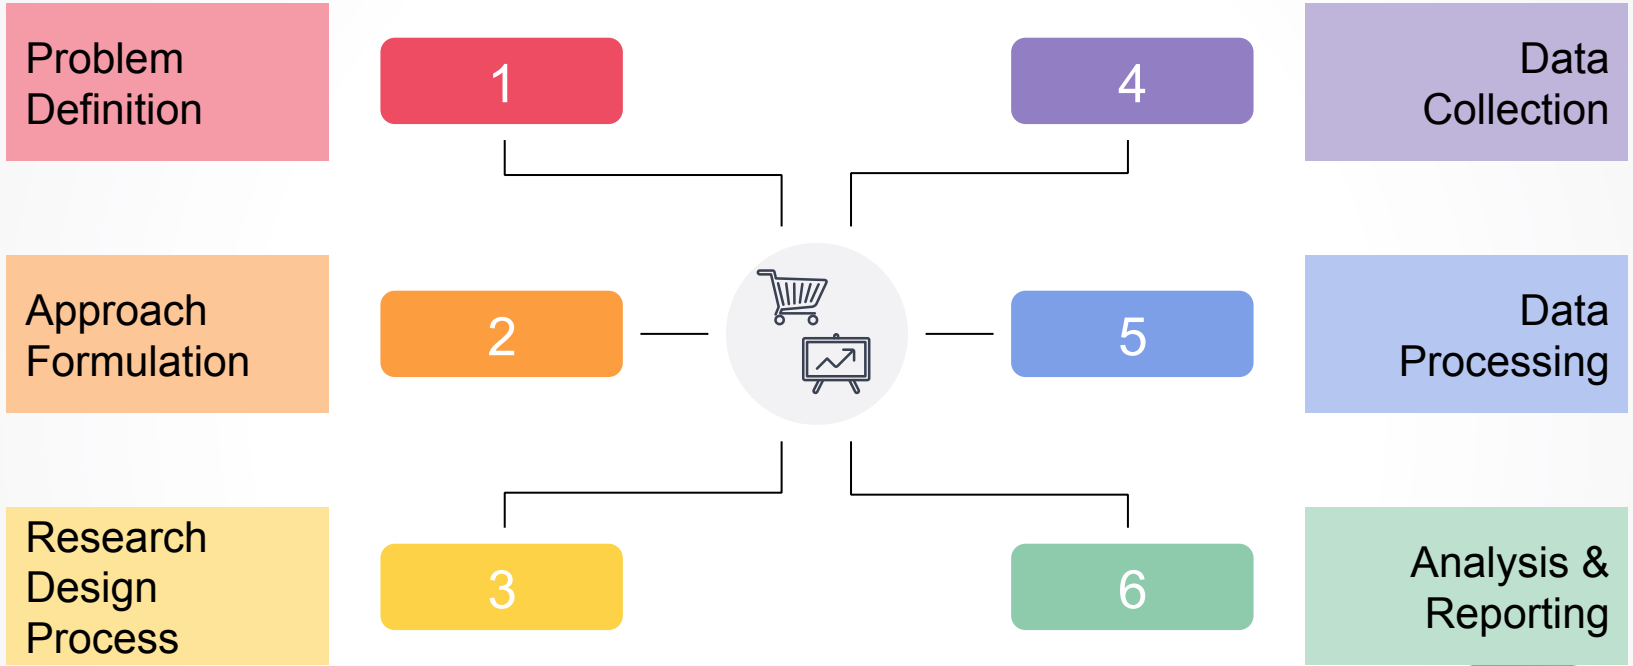 Problem
Definition
1
Approach
Formulation
2
Research
Design
Process
3
4
Data
Collection
5
Data
Processing
6
Analysis &
Reporting